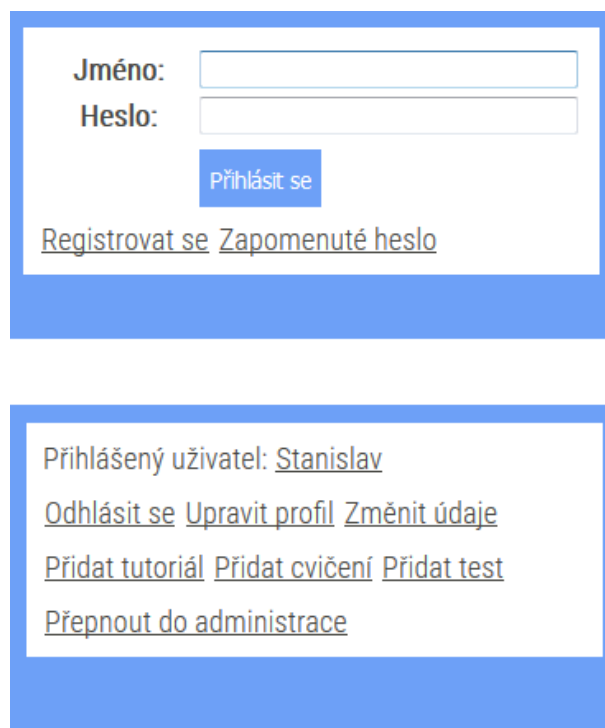 Jméno:
Heslo:
Přihlásit se
Registrovat se Zapomenuté heslo
Přihlášený uživatel: Stanislav
Odhlásit se Upravit profil Změnit údaje
Přidat tutoriál Přidat cvičení Přidat test
Přepnout do administrace